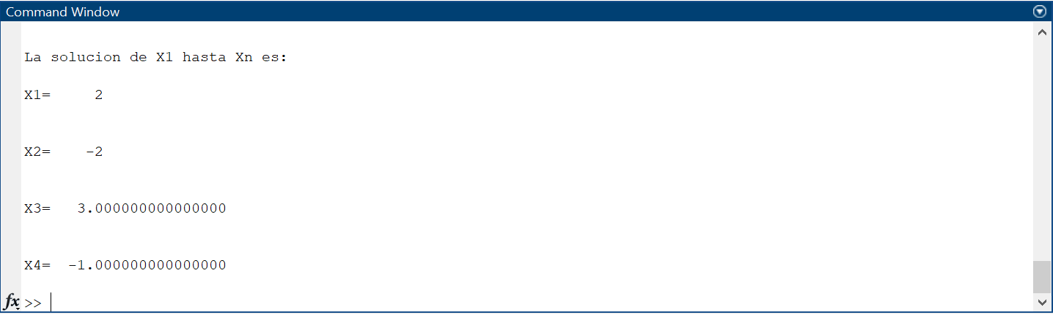 Command Window
La solucion de X1 hasta Xn es:
X1= 2
X2= -2
X3= 3.000000000000000
X4= -1.000000000000000
fx >>